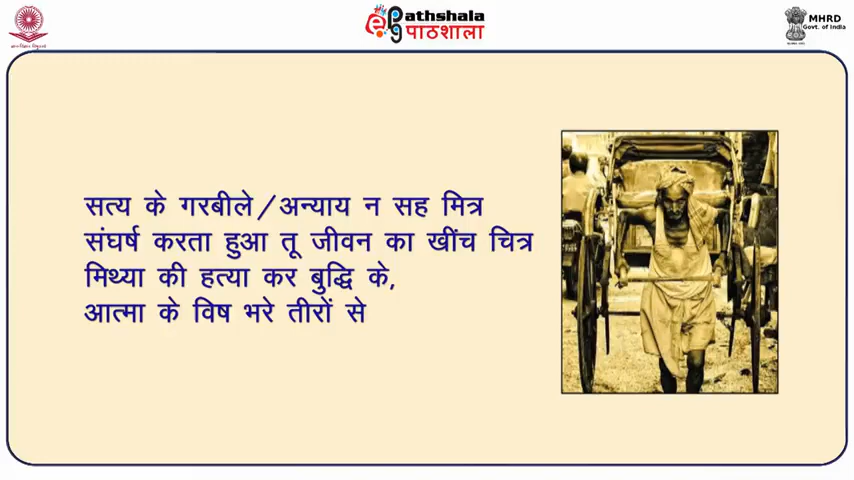 ePathshala
पाठशाला
MHRD
Govt. of India
सत्य के गरबीले/अन्याय न सह मित्र
संघर्ष करता हुआ तू जीवन का खींच चित्र
मिथ्या की हत्या कर बुद्धि के,
आत्मा के विष भरे तीरों से